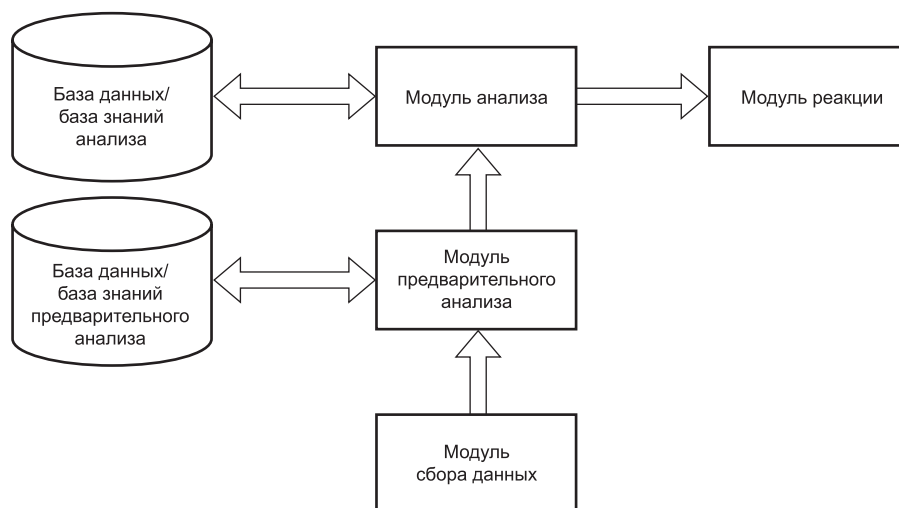 База данных/
база знаний
анализа
Модуль анализа
Модуль реакции
База данных/
база знаний
предварительного
анализа
Модуль
предварительного
анализа
Модуль
сбора данных